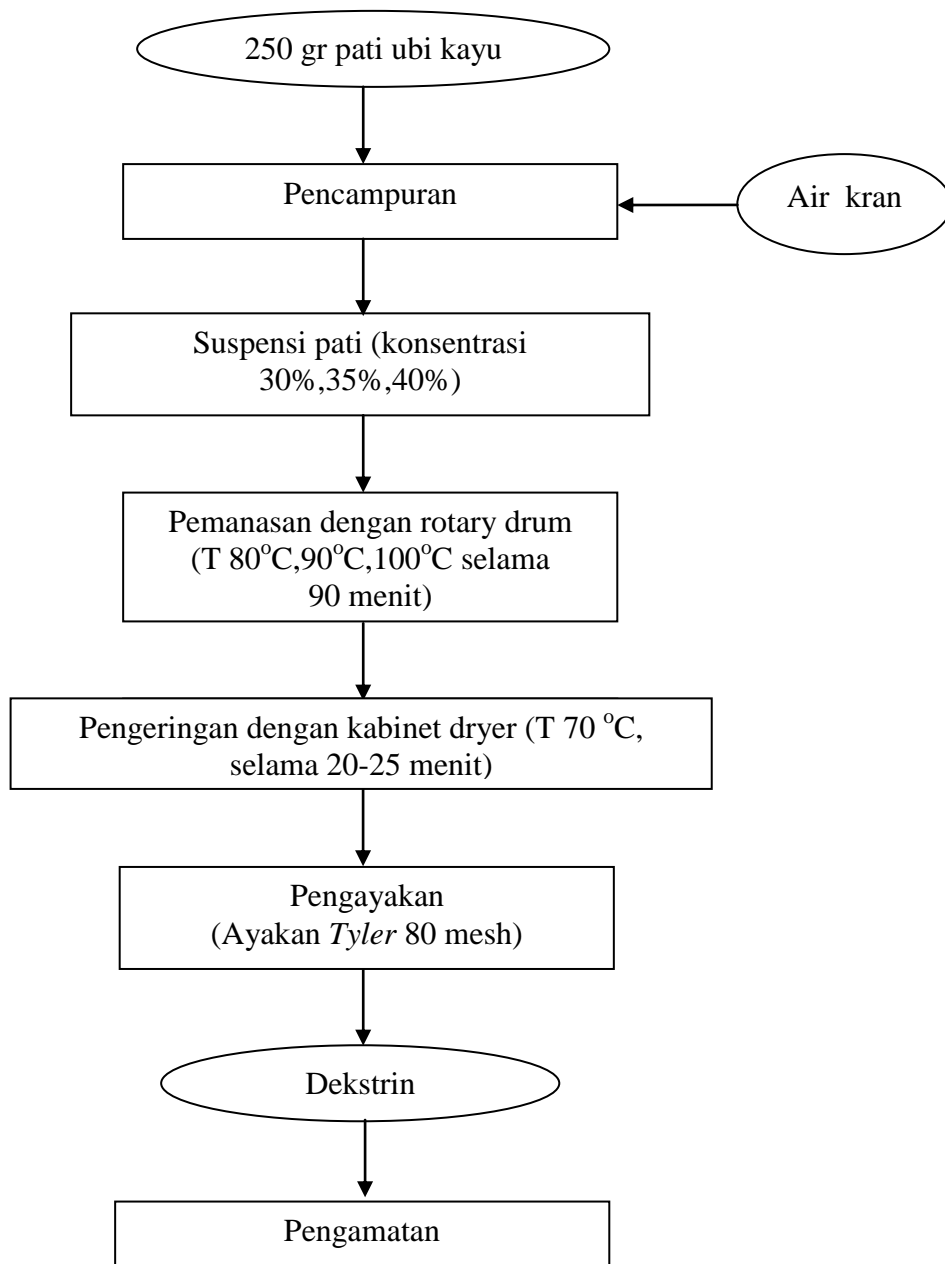 250 gr pati ubi kayu
Pencampuran
Air kran
Suspensi pati (konsentrasi
30%,35%,40%)
Pemanasan dengan rotary drum
(T 80°C,90°C,100°C selama
90 menit)
Pengeringan dengan kabinet dryer (T 70 °C,
selama 20-25 menit)
Pengayakan
(Ayakan Tyler 80 mesh)
Dekstrin
Pengamatan